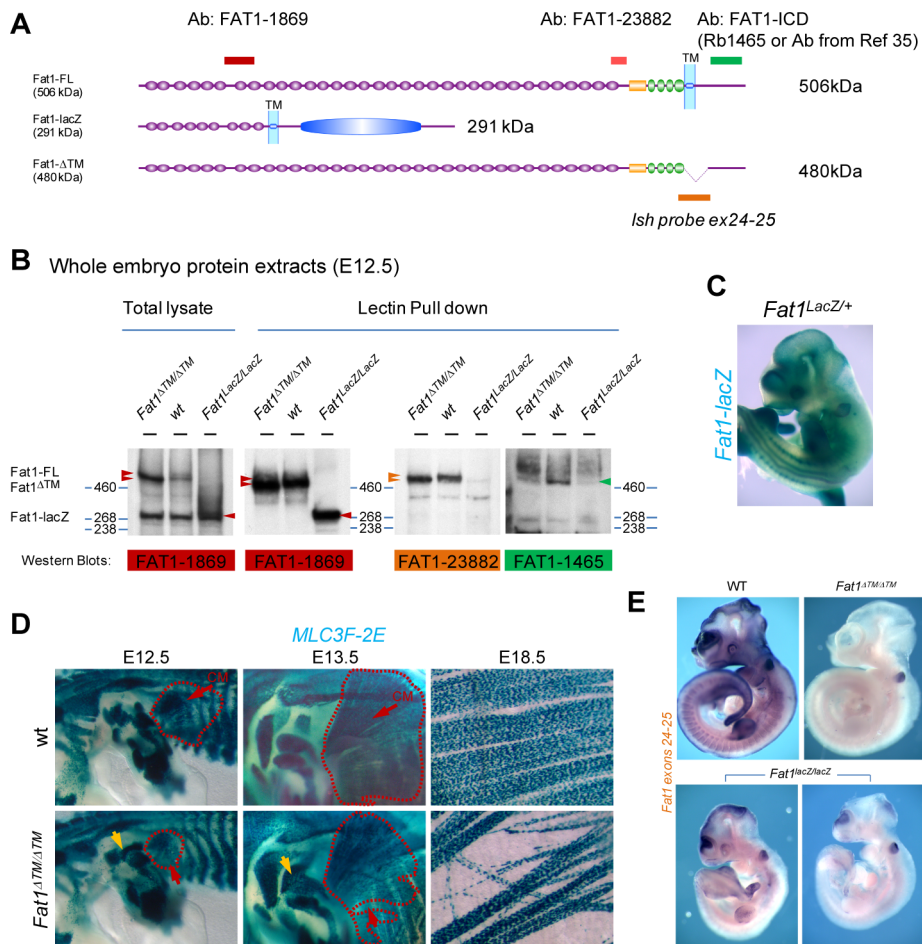 A
Ab: FAT1-1869
Ab: FAT1-23882
Ab: FAT1-ICD
(Rb1465 or Ab from Ref 35)
TM
Fat1-FL
(506 kDa)
506kDa
TM
Fat1-lacZ
(291 kDa)
291 kDa
Fat1-ΔTM
(480kDa)
480kDa
Ish probe ex24-25
B
Whole embryo protein extracts (E12.5)
Total lysate
Lectin Pull down
Fat1ΔTM/ΔTM
wt
Fat1LacZ/LacZ
Fat1ΔTM/ΔTM
wt
Fat1LacZ/LacZ
Fat1ΔTM/ΔTM
wt
Fat1LacZ/LacZ
Fat1ΔTM/ΔTM
wt
Fat1LacZ/LacZ
Fat1-FL
Fat1ΔTM
Fat1-lacZ
460
268
238
460
268
238
460
268
238
Western Blots:
FAT1-1869
FAT1-1869
FAT1-23882
FAT1-1465
C
Fat1LacZ/+
Fat1-lacZ
D
MLC3F-2E
E12.5
E13.5
E18.5
wt
CM
CM
Fat1ΔTM/ΔTM
E
WT
Fat1ΔTM/ΔTM
Fat1 exons 24-25
Fat1lacZ/lacZ